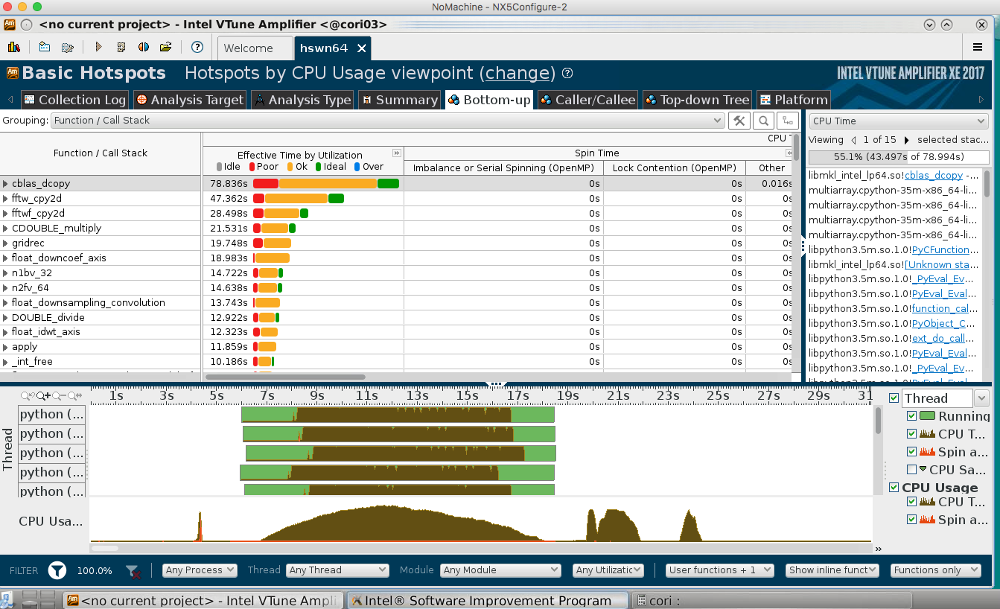 NoMachine - NX5Configure-2
<no current project> - Intel VTune Amplifier <@cori03>
Welcome hswn64
Basic Hotspots Hotspots by CPU Usage viewpoint (change) ?
INTEL VTUNE AMPLIFIER XE 2017
Collection Log Analysis Target Analysis Type Summary Bottom-up Caller/Callee Top-down Tree Platform
Grouping: Function / Call Stack
CPU Time
Viewing 1 of 15 selected stac...
55.1% (43.497s of 78.994s)
Function / Call Stack
CPU T
Effective Time by Utilization
Idle Poor Ok Ideal Over
Spin Time
Imbalance or Serial Spinning (OpenMP) Lock Contention (OpenMP) Other
cblas_dcopy 78.836s 0s 0s 0.016s
fftw_cpy2d 47.362s 0s 0s 0s
fftwf_cpy2d 28.498s 0s 0s 0s
CDOUBLE_multiply 21.531s 0s 0s 0s
gridrec 19.748s 0s 0s 0s
float_downcoef_axis 18.983s 0s 0s 0s
n1bv_32 14.722s 0s 0s 0s
n2fv_64 14.638s 0s 0s 0s
float_downsampling_convolution 13.743s 0s 0s 0s
DOUBLE_divide 12.922s 0s 0s 0s
float_idwt_axis 12.323s 0s 0s 0s
apply 11.859s 0s 0s 0s
_int_free 10.186s 0s 0s 0s
libmkl_intel_lp64.so!cblas_dcopy -...
multiarray.cpython-35m-x86_64-li...
multiarray.cpython-35m-x86_64-li...
multiarray.cpython-35m-x86_64-li...
multiarray.cpython-35m-x86_64-li...
libpython3.5m.so.1.0!PyCFunction...
libmkl_intel_lp64.so![Unknown sta...
libpython3.5m.so.1.0!_PyEval_Ev...
libpython3.5m.so.1.0!PyEval_Eval...
libpython3.5m.so.1.0!function_cal...
libpython3.5m.so.1.0!PyObject_C...
libpython3.5m.so.1.0!ext_do_call...
libpython3.5m.so.1.0!PyEval_Eval...
libpython3.5m.so.1.0!_PyEval_Ev...
libpython3.5m.so.1.0!PyEval_Eval...
1s 3s 5s 7s 9s 11s 13s 15s 17s 19s 21s 23s 25s 27s 29s 31
Thread
python (...
python (...
python (...
python (...
python (...
CPU Usa...
Thread
Running
CPU T...
Spin a...
CPU Sa...
CPU Usage
CPU T...
Spin a...
FILTER 100.0% Any Process Thread Any Thread Module Any Module Any Utilizatic User functions + 1 Show inline funct Functions only
<no current project> - Intel VTune Ampli Intel® Software Improvement Program cori :